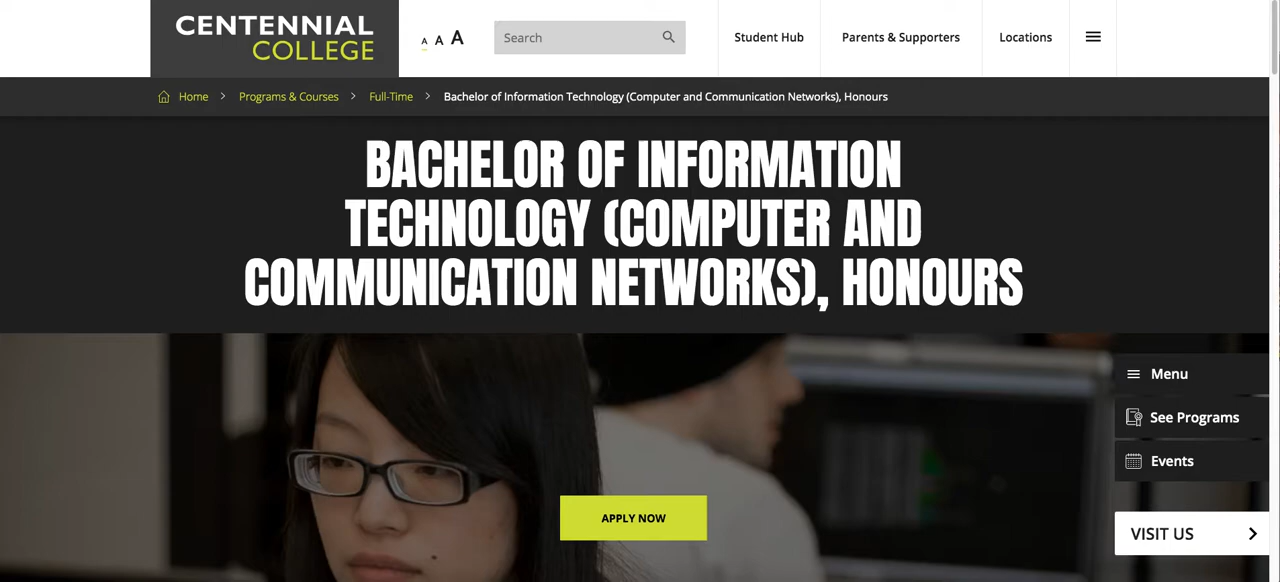 CENTENNIAL
COLLEGE
A A A
Search
Student Hub
Parents & Supporters
Locations
Home
Programs & Courses
Full-Time
Bachelor of Information Technology (Computer and Communication Networks), Honours
BACHELOR OF INFORMATION
TECHNOLOGY (COMPUTER AND
COMMUNICATION NETWORKS), HONOURS
Menu
See Programs
Events
APPLY NOW
VISIT US